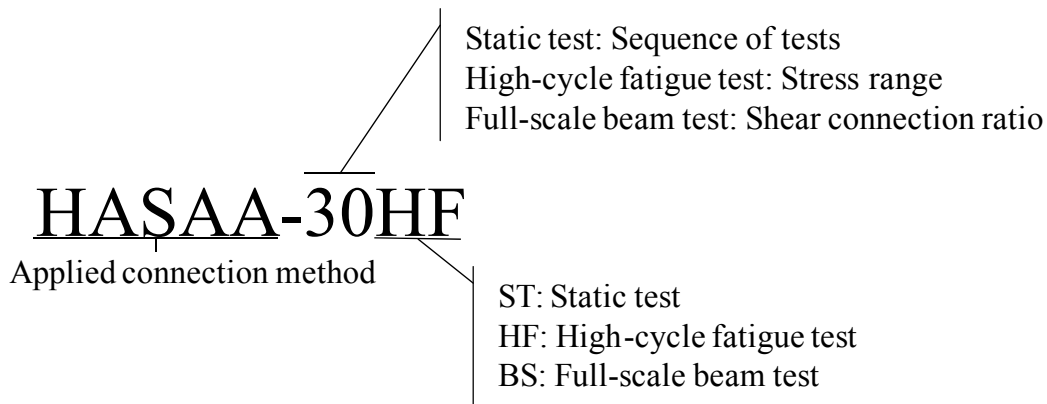 Static test: Sequence of tests
High-cycle fatigue test: Stress range
Full-scale beam test: Shear connection ratio
HASAA-30HF
Applied connection method
ST: Static test
HF: High-cycle fatigue test
BS: Full-scale beam test